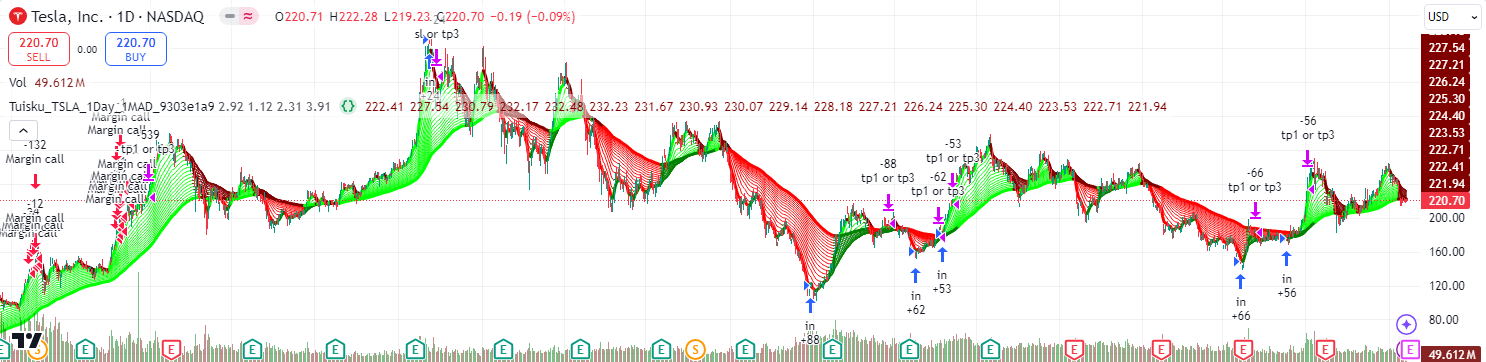 Tesla, Inc. · 1D · NASDAQ
O220.71 H222.28 L219.23 C220.70 −0.19 (−0.09%)
USD
220.70
SELL
0.00
220.70
BUY
Vol 49.612M
Tuisku_TSLA_1Day_1MAD_9303e1a9 2.92 1.12 2.31 3.91 {} 222.41 227.54 230.79 232.17 232.48 232.23 231.67 230.93 230.07 229.14 228.18 227.21 226.24 225.30 224.40 223.53 222.71 221.94
sl or tp3
in
Margin call
Margin call
-539
tp1 or tp3
-132
Margin call
Margin call
Margin call
Margin call
Margin call
-12
Margin call
Margin call
-88
tp1 or tp3
-53
tp1 or tp3
-62
tp1 or tp3
-66
tp1 or tp3
-56
tp1 or tp3
in
+88
in
+62
in
+53
in
+66
in
+56
227.54
227.21
226.24
225.30
224.40
223.53
222.71
222.41
221.94
220.70
200.00
160.00
120.00
80.00
49.612M
S
E
E
E
E
E
E
E
E
S
E
E
E
E
E
E
E
E
E